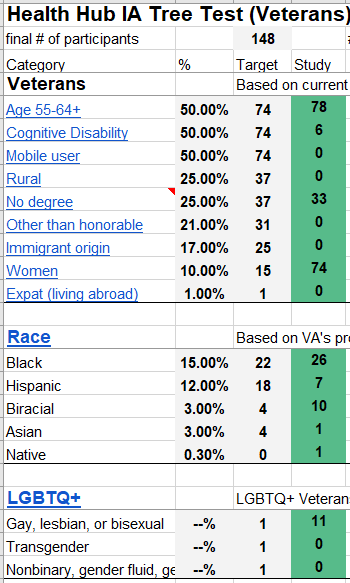 Health Hub IA Tree Test (Veterans)
final # of participants 148
Category % Target Study
Veterans Based on current
Age 55-64+ 50.00% 74 78
Cognitive Disability 50.00% 74 6
Mobile user 50.00% 74 0
Rural 25.00% 37 0
No degree 25.00% 37 33
Other than honorable 21.00% 31 0
Immigrant origin 17.00% 25 0
Women 10.00% 15 74
Expat (living abroad) 1.00% 1 0
Race Based on VA's pro
Black 15.00% 22 26
Hispanic 12.00% 18 7
Biracial 3.00% 4 10
Asian 3.00% 4 1
Native 0.30% 0 1
LGBTQ+ LGBTQ+ Veteran
Gay, lesbian, or bisexual --% 1 11
Transgender --% 1 0
Nonbinary, gender fluid, ge --% 1 0